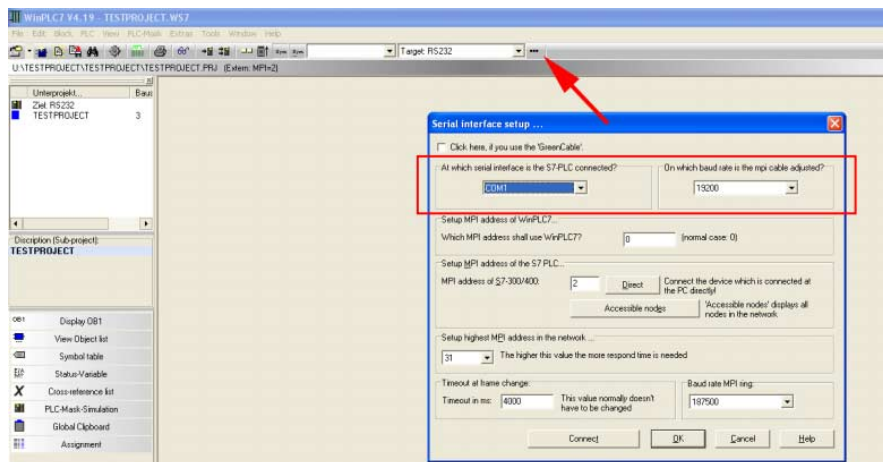 WinPLC7 V4.19 - TESTPROJECT.WS7
File Edit Block PLC View PLC-Mask Extras Tools Window Help
Target: RS232
U:\TESTPROJECT\TESTPROJECT\TESTPROJECT.PRJ (Extern: MPI=2)
Unterprojekt... Baus
Ziel: RS232
TESTPROJECT 3
Discription (Sub-project):
TESTPROJECT
OB1 Display OB1
View Object list
Symbol table
Status-Variable
Cross-reference list
PLC-Mask-Simulation
Global Clipboard
Assignment
Serial interface setup ...
Click here, if you use the 'GreenCable'.
At which serial interface is the S7-PLC connected? On which baud rate is the mpi cable adjusted?
COM1 19200
Setup MPI address of WinPLC7...
Which MPI address shall use WinPLC7? 0 (normal case: 0)
Setup MPI address of the S7 PLC...
MPI address of S7-300/400: 2 Direct Connect the device which is connected at
the PC directly!
Accessible nodes 'Accessible nodes' displays all
nodes in the network
Setup highest MPI address in the network ...
31 The higher this value the more respond time is needed
Timeout at frame change: Baud rate MPI ring:
Timeout in ms: 4000 This value normally doesn't
have to be changed 187500
Connect OK Cancel Help